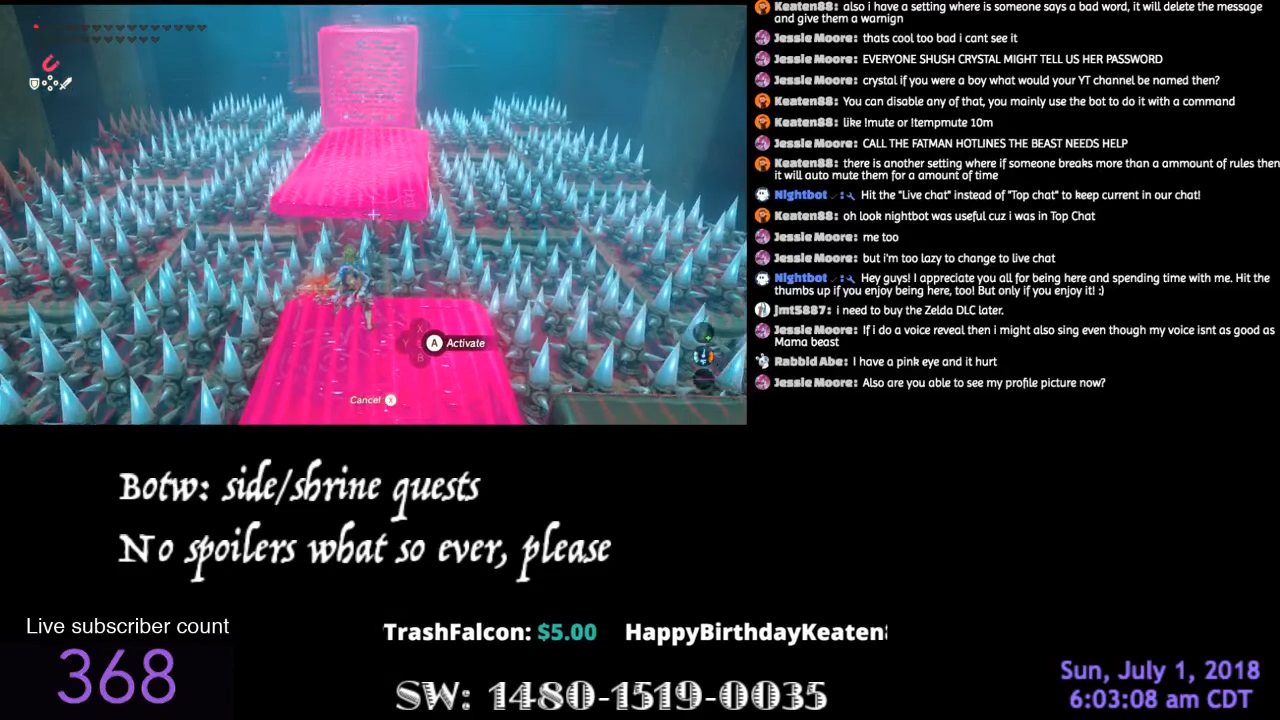 Keaten88: also i have a setting where is someone says a bad word, it will delete the message
and give them a warnign
Jessie Moore: thats cool too bad i cant see it
Jessie Moore: EVERYONE SHUSH CRYSTAL MIGHT TELL US HER PASSWORD
Jessie Moore: crystal if you were a boy what would your YT channel be named then?
Keaten88: You can disable any of that, you mainly use the bot to do it with a command
Keaten88: like !mute or !tempmute 10m
Jessie Moore: CALL THE FATMAN HOTLINES THE BEAST NEEDS HELP
Keaten88: there is another setting where if someone breaks more than a ammount of rules then
it will auto mute them for a amount of time
Nightbot: Hit the "Live chat" instead of "Top chat" to keep current in our chat!
Keaten88: oh look nightbot was useful cuz i was in Top Chat
Jessie Moore: me too
Jessie Moore: but i'm too lazy to change to live chat
Nightbot: Hey guys! I appreciate you all for being here and spending time with me. Hit the
thumbs up if you enjoy being here, too! But only if you enjoy it! :)
Jmt5887: i need to buy the Zelda DLC later.
Jessie Moore: If i do a voice reveal then i might also sing even though my voice isnt as good as
Mama beast
Rabbid Abe: I have a pink eye and it hurt
Jessie Moore: Also are you able to see my profile picture now?
X
Y A Activate
B
Cancel
Botw: side/shrine quests
No spoilers what so ever, please
Live subscriber count
368
TrashFalcon: $5.00 HappyBirthdayKeaten
SW: 1480-1519-0035
Sun, July 1, 2018
6:03:08 am CDT